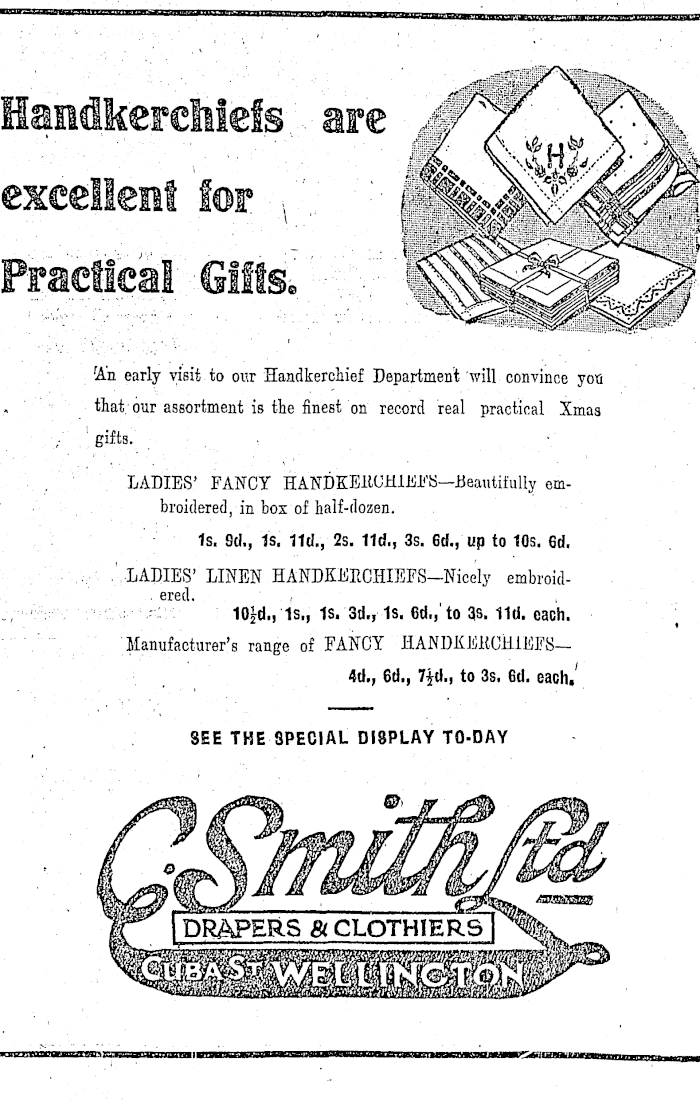 Handkerchiefs are
excellent for
Practical Gifts.
H
An early visit to our Handkerchief Department will convince you
that our assortment is the finest on record real practical Xmas
gifts.
LADIES' FANCY HANDKERCHIEFS—Beautifully em-
broidered, in box of half-dozen.
1s. 9d., 1s. 11d., 2s. 11d., 3s. 6d., up to 10s. 6d.
LADIES' LINEN HANDKERCHIEFS—Nicely embroid-
ered.
10½d., 1s., 1s. 3d., 1s. 6d., to 3s. 11d. each.
Manufacturer's range of FANCY HANDKERCHIEFS—
4d., 6d., 7½d., to 3s. 6d. each.
SEE THE SPECIAL DISPLAY TO-DAY
C. Smith Ltd
DRAPERS & CLOTHIERS
CUBA ST WELLINGTON